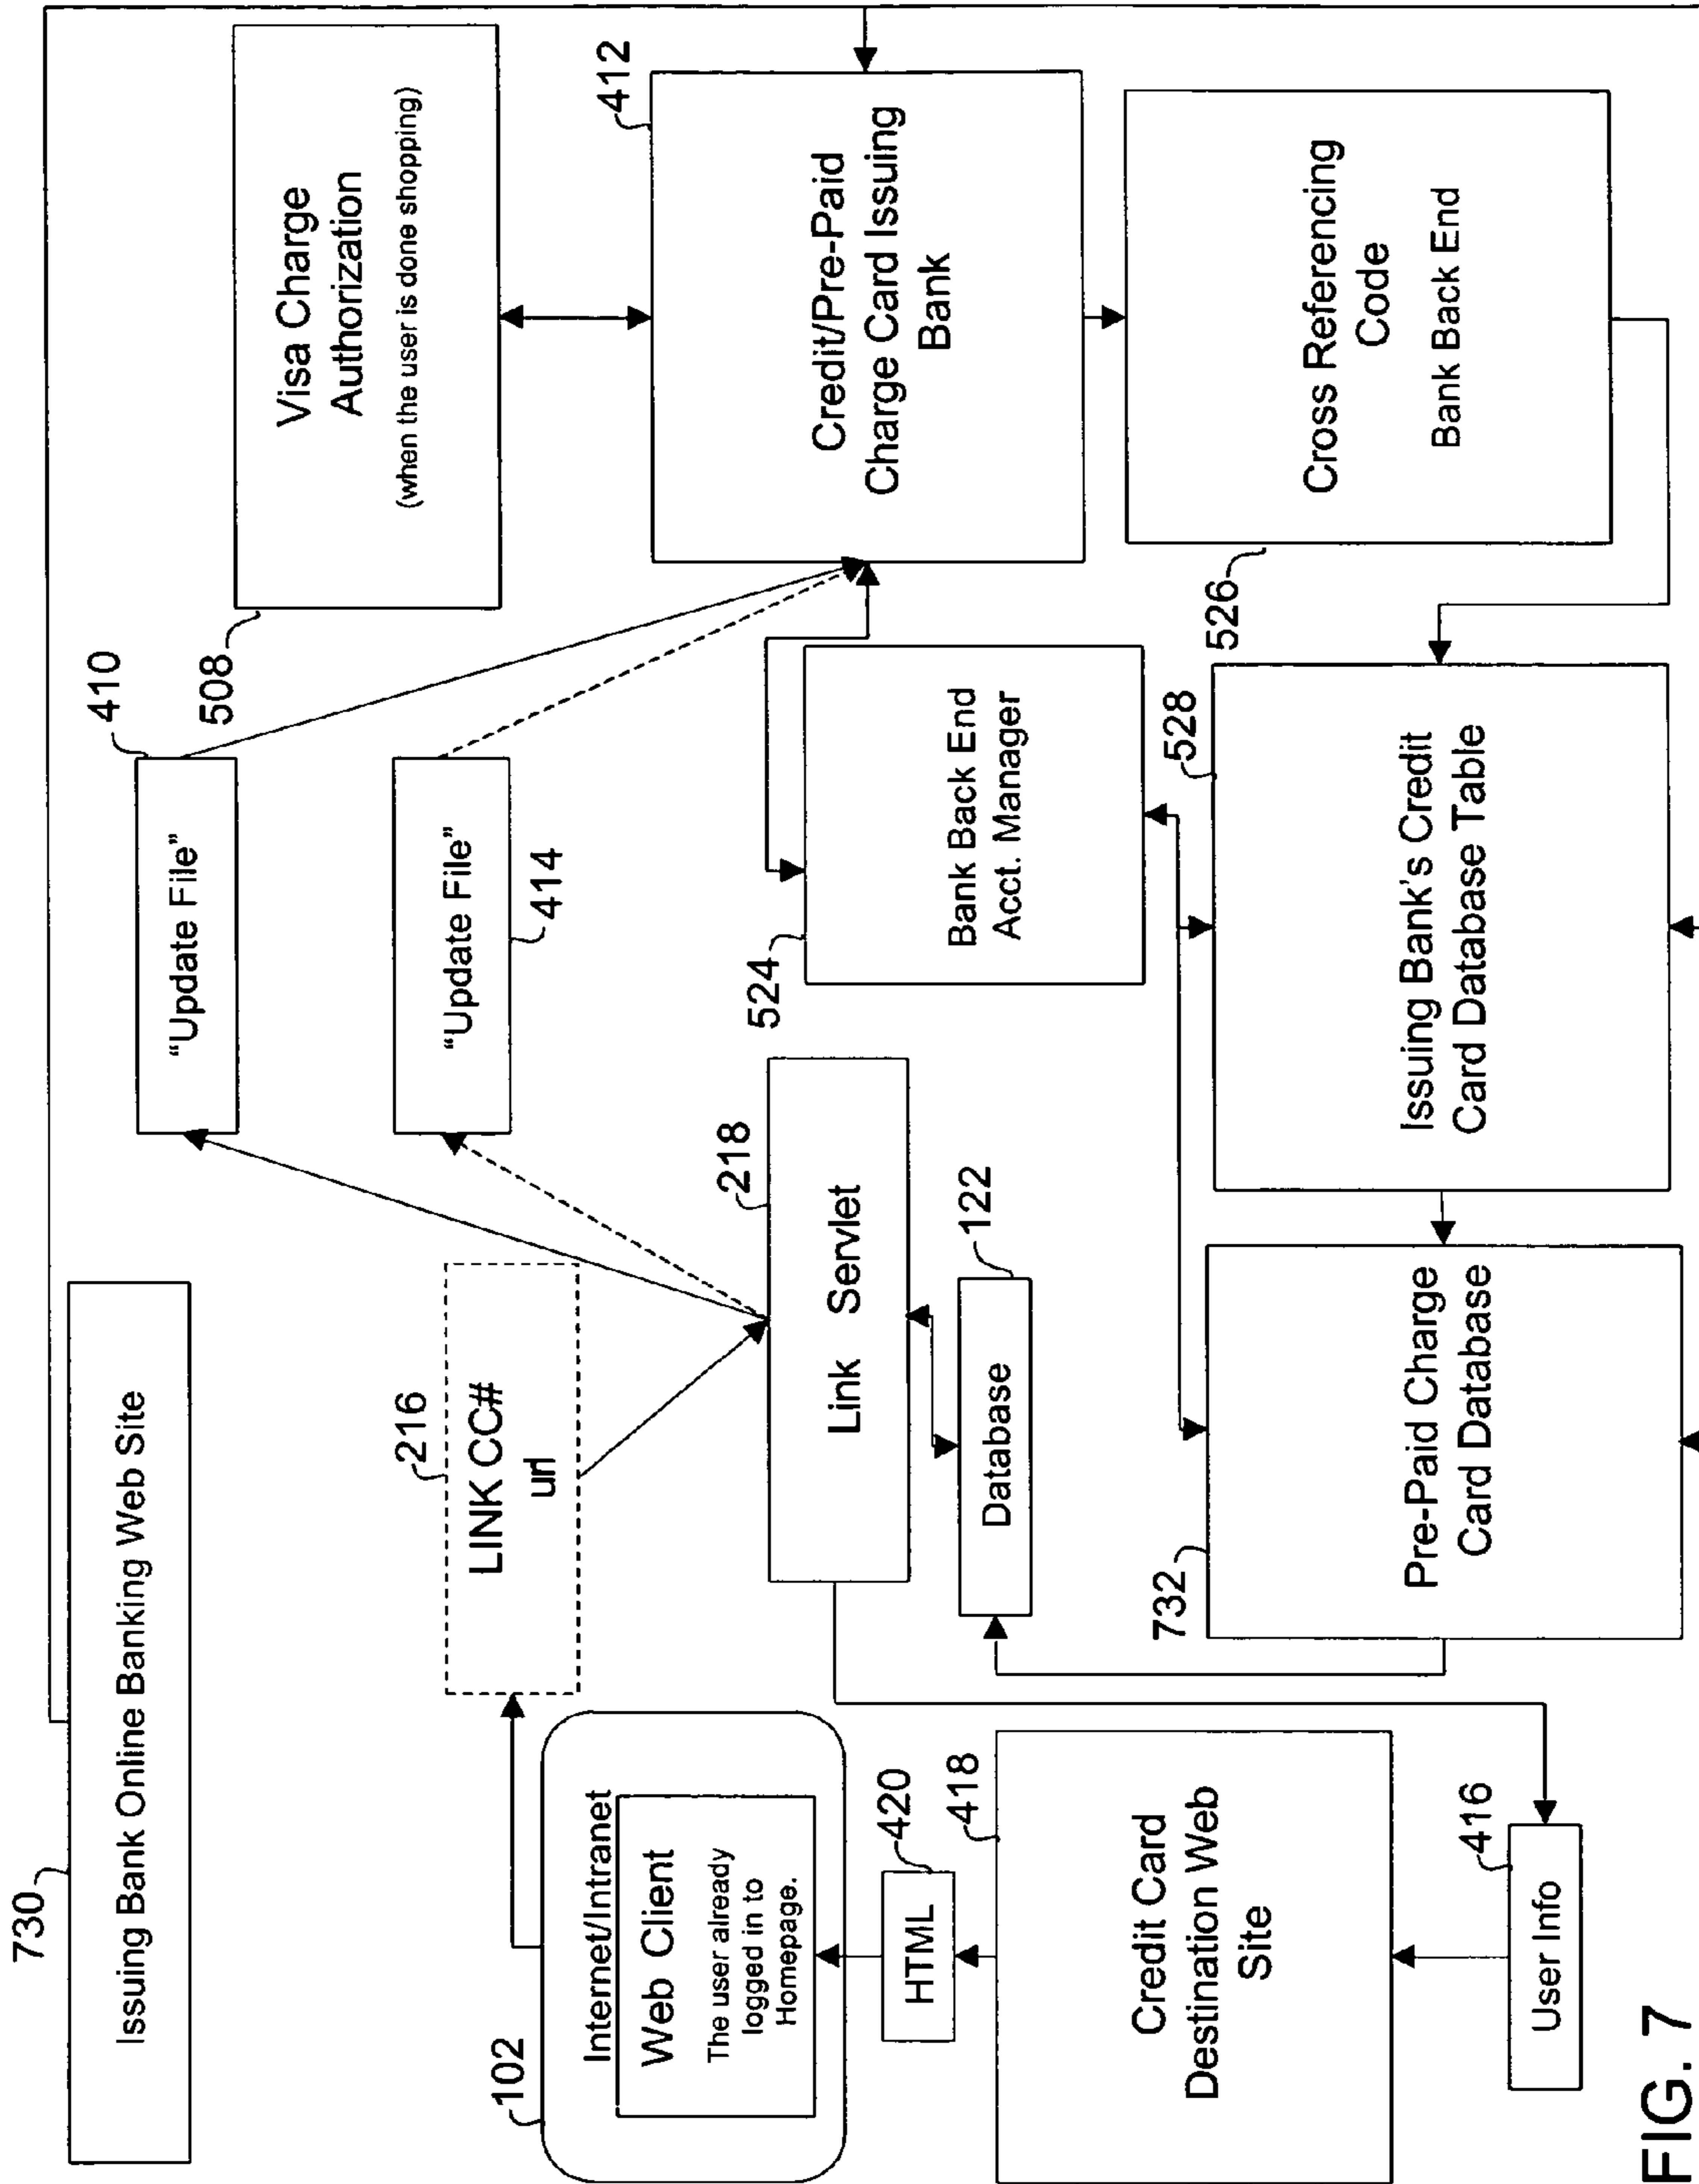 730
Issuing Bank Online Banking Web Site
102
Internet/Intranet
Web Client
The user already
logged in to
Homepage.
216
LINK CC#
url
410
"Update File"
508
Visa Charge
Authorization
(when the user is done shopping)
414
"Update File"
420
HTML
218
Link Servlet
412
Credit/Pre-Paid
Charge Card Issuing
Bank
418
Credit Card
Destination Web
Site
122
Database
524
Bank Back End
Acct. Manager
526
Cross Referencing
Code
Bank Back End
416
User Info
732
Pre-Paid Charge
Card Database
528
Issuing Bank's Credit
Card Database Table
FIG. 7